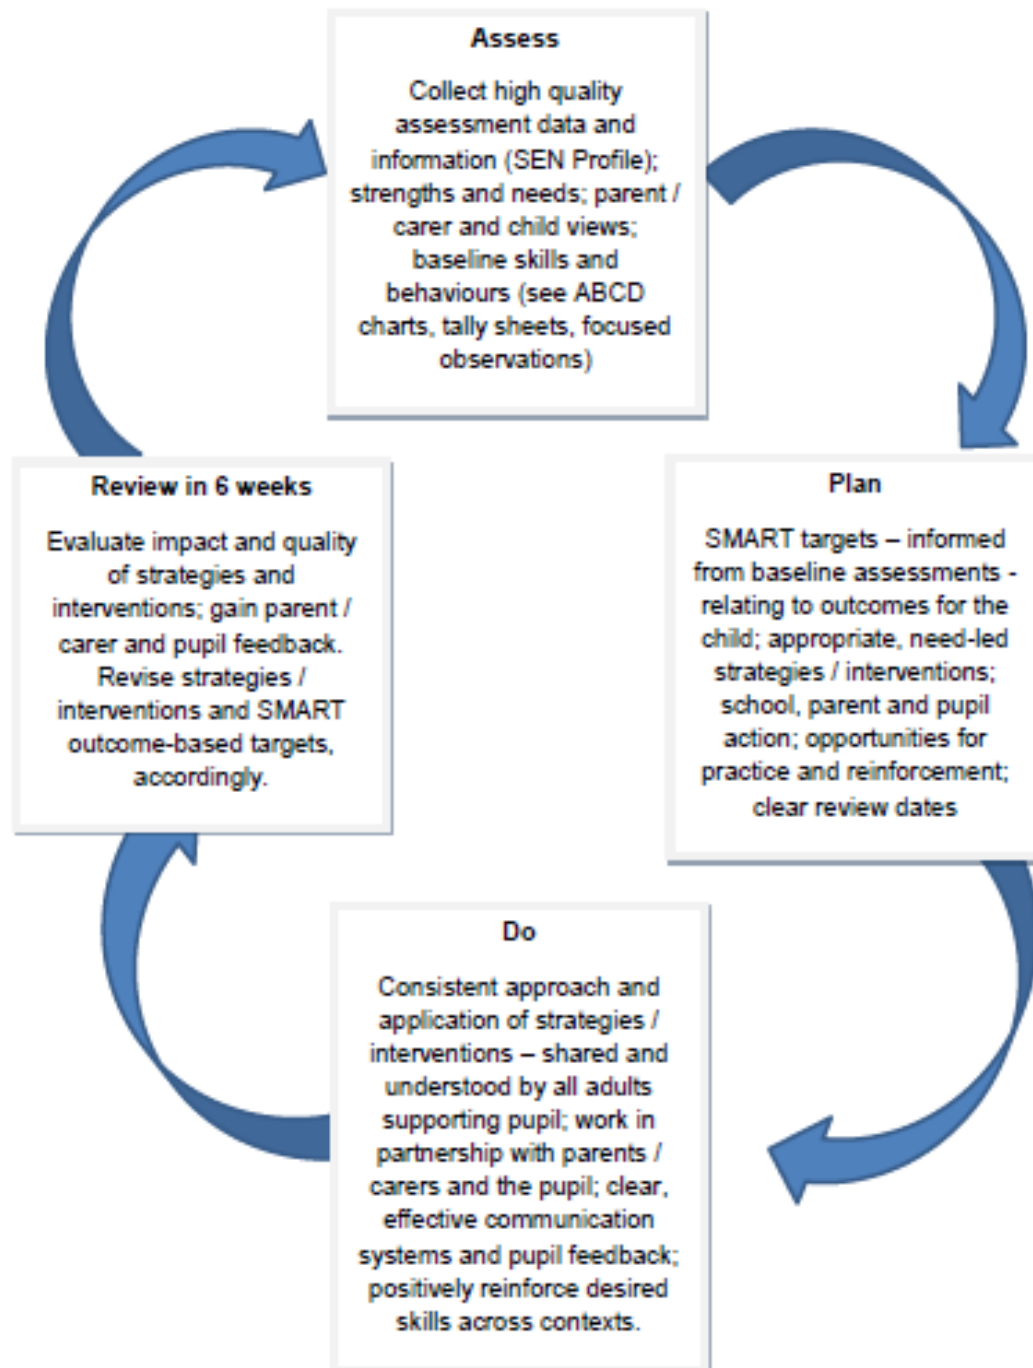 Assess
Collect high quality
assessment data and
information (SEN Profile);
strengths and needs; parent /
carer and child views;
baseline skills and
behaviours (see ABCD
charts, tally sheets, focused
observations)
Plan
SMART targets – informed
from baseline assessments -
relating to outcomes for the
child; appropriate, need-led
strategies / interventions;
school, parent and pupil
action; opportunities for
practice and reinforcement;
clear review dates
Do
Consistent approach and
application of strategies /
interventions – shared and
understood by all adults
supporting pupil; work in
partnership with parents /
carers and the pupil; clear,
effective communication
systems and pupil feedback;
positively reinforce desired
skills across contexts.
Review in 6 weeks
Evaluate impact and quality
of strategies and
interventions; gain parent /
carer and pupil feedback.
Revise strategies /
interventions and SMART
outcome-based targets,
accordingly.